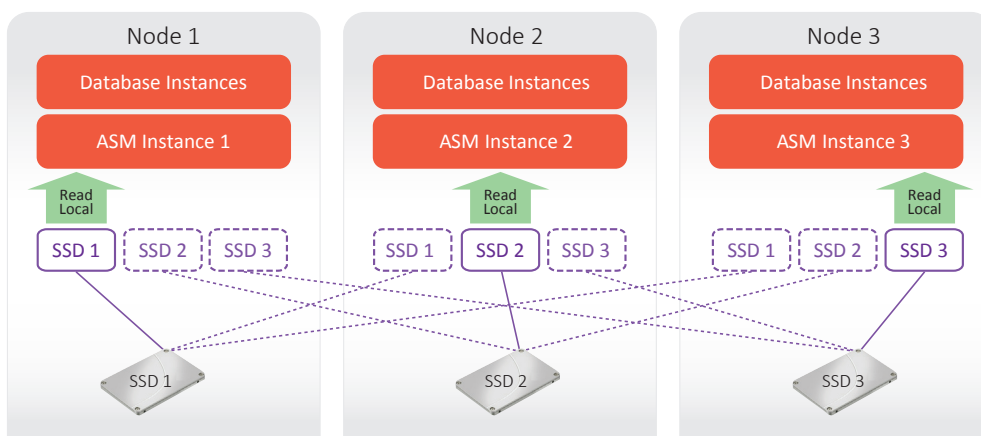 Node 1
Database Instances
ASM Instance 1
Read
Local
SSD 1
SSD 2
SSD 3
SSD 1
Node 2
Database Instances
ASM Instance 2
Read
Local
SSD 1
SSD 2
SSD 3
SSD 2
Node 3
Database Instances
ASM Instance 3
Read
Local
SSD 1
SSD 2
SSD 3
SSD 3